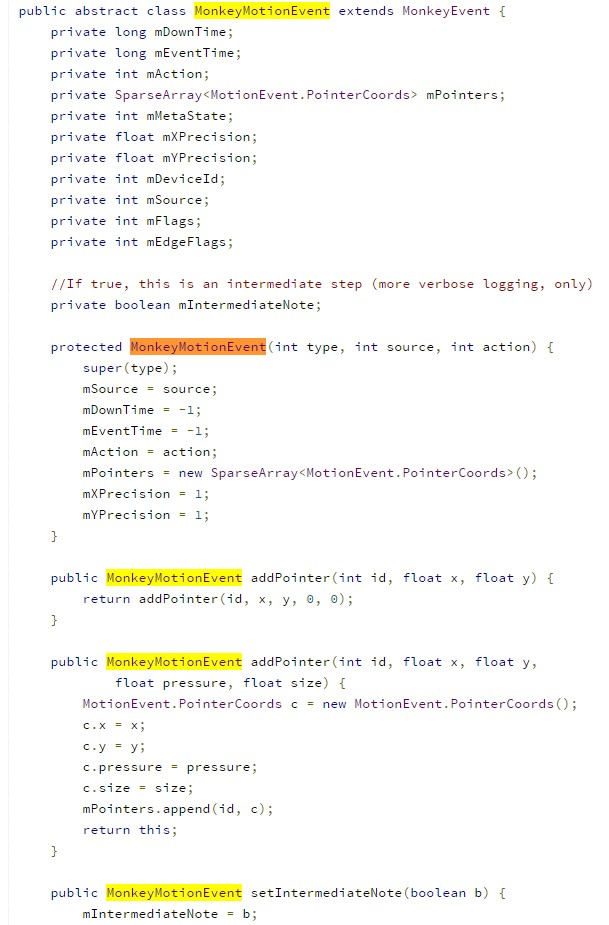 public abstract class MonkeyMotionEvent extends MonkeyEvent {
    private long mDownTime;
    private long mEventTime;
    private int mAction;
    private SparseArray<MotionEvent.PointerCoords> mPointers;
    private int mMetaState;
    private float mXPrecision;
    private float mYPrecision;
    private int mDeviceId;
    private int mSource;
    private int mFlags;
    private int mEdgeFlags;

    //If true, this is an intermediate step (more verbose logging, only)
    private boolean mIntermediateNote;

    protected MonkeyMotionEvent(int type, int source, int action) {
        super(type);
        mSource = source;
        mDownTime = -1;
        mEventTime = -1;
        mAction = action;
        mPointers = new SparseArray<MotionEvent.PointerCoords>();
        mXPrecision = 1;
        mYPrecision = 1;
    }

    public MonkeyMotionEvent addPointer(int id, float x, float y) {
        return addPointer(id, x, y, 0, 0);
    }

    public MonkeyMotionEvent addPointer(int id, float x, float y,
            float pressure, float size) {
        MotionEvent.PointerCoords c = new MotionEvent.PointerCoords();
        c.x = x;
        c.y = y;
        c.pressure = pressure;
        c.size = size;
        mPointers.append(id, c);
        return this;
    }

    public MonkeyMotionEvent setIntermediateNote(boolean b) {
        mIntermediateNote = b;